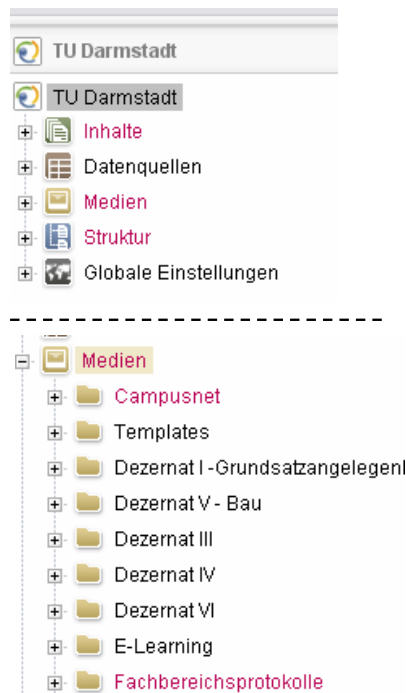 TU Darmstadt
TU Darmstadt
Inhalte
Datenquellen
Medien
Struktur
Globale Einstellungen
Medien
Campusnet
Templates
Dezernat I -Grundsatzangelegenl
Dezernat V - Bau
Dezernat III
Dezernat IV
Dezernat VI
E-Learning
Fachbereichsprotokolle